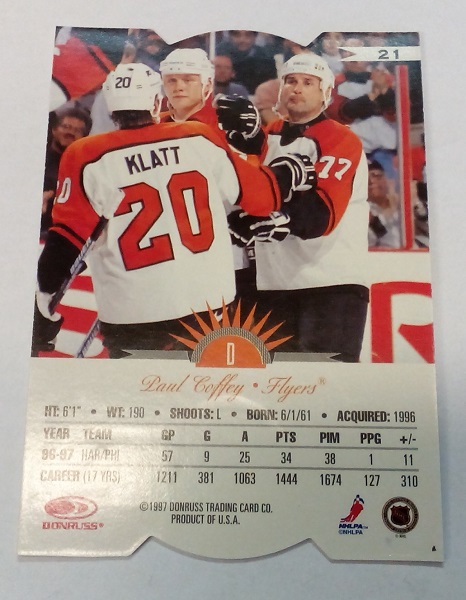 21
20
KLATT
20
0
77
D
Paul Coffey • Flyers®
HT: 6'1" • WT: 190 • SHOOTS: L • BORN: 6/1/61 • ACQUIRED: 1996
YEAR TEAM GP G A PTS PIM PPG +/-
96-97 HAR/PHI 57 9 25 34 38 1 11
CAREER (17 YRS) 1211 381 1063 1444 1674 127 310
DONRUSS®
©1997 DONRUSS TRADING CARD CO.
PRODUCT OF U.S.A.
NHLPA™
©NHLPA